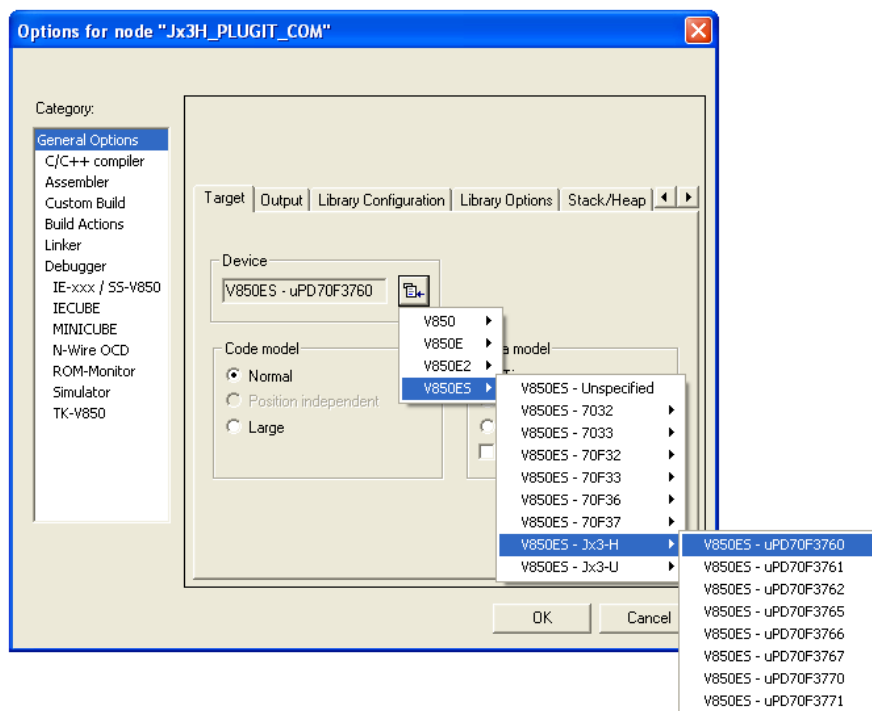 Options for node "Jx3H_PLUGIT_COM"
Category:
General Options
C/C++ compiler
Assembler
Custom Build
Build Actions
Linker
Debugger
IE-xxx / SS-V850
IECUBE
MINICUBE
N-Wire OCD
ROM-Monitor
Simulator
TK-V850
Target Output Library Configuration Library Options Stack/Heap
Device
V850ES - uPD70F3760
V850
V850E
V850E2
V850ES
Code model
Normal
Position independent
Large
a model
V850ES - Unspecified
V850ES - 7032
V850ES - 7033
V850ES - 70F32
V850ES - 70F33
V850ES - 70F36
V850ES - 70F37
V850ES - Jx3-H
V850ES - Jx3-U
V850ES - uPD70F3760
V850ES - uPD70F3761
V850ES - uPD70F3762
V850ES - uPD70F3765
V850ES - uPD70F3766
V850ES - uPD70F3767
V850ES - uPD70F3770
V850ES - uPD70F3771
OK Cancel